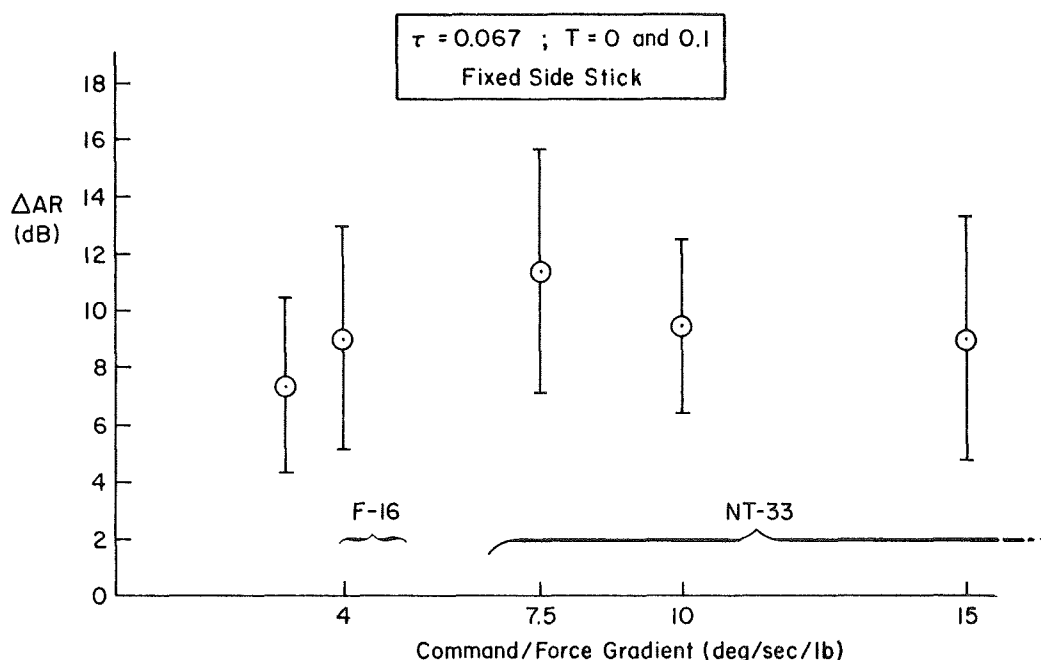 τ = 0.067 ; T = 0 and 0.1
Fixed Side Stick
18
16
14
ΔAR
(dB)
12
10
8
6
4
2
0
F-16
NT-33
4
7.5
10
15
Command/Force Gradient (deg/sec/lb)